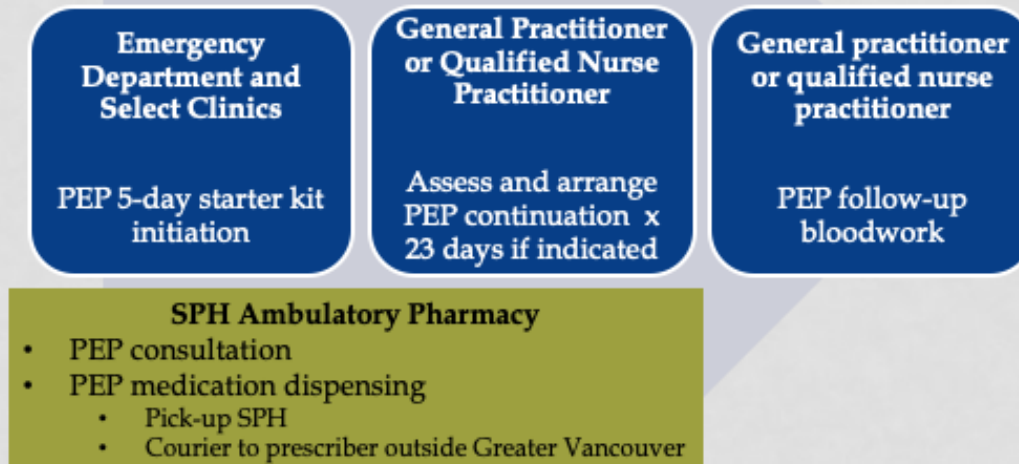 Emergency
Department and
Select Clinics
PEP 5-day starter kit
initiation
General Practitioner
or Qualified Nurse
Practitioner
Assess and arrange
PEP continuation x
23 days if indicated
General practitioner
or qualified nurse
practitioner
PEP follow-up
bloodwork
SPH Ambulatory Pharmacy
• PEP consultation
• PEP medication dispensing
• Pick-up SPH
• Courier to prescriber outside Greater Vancouver